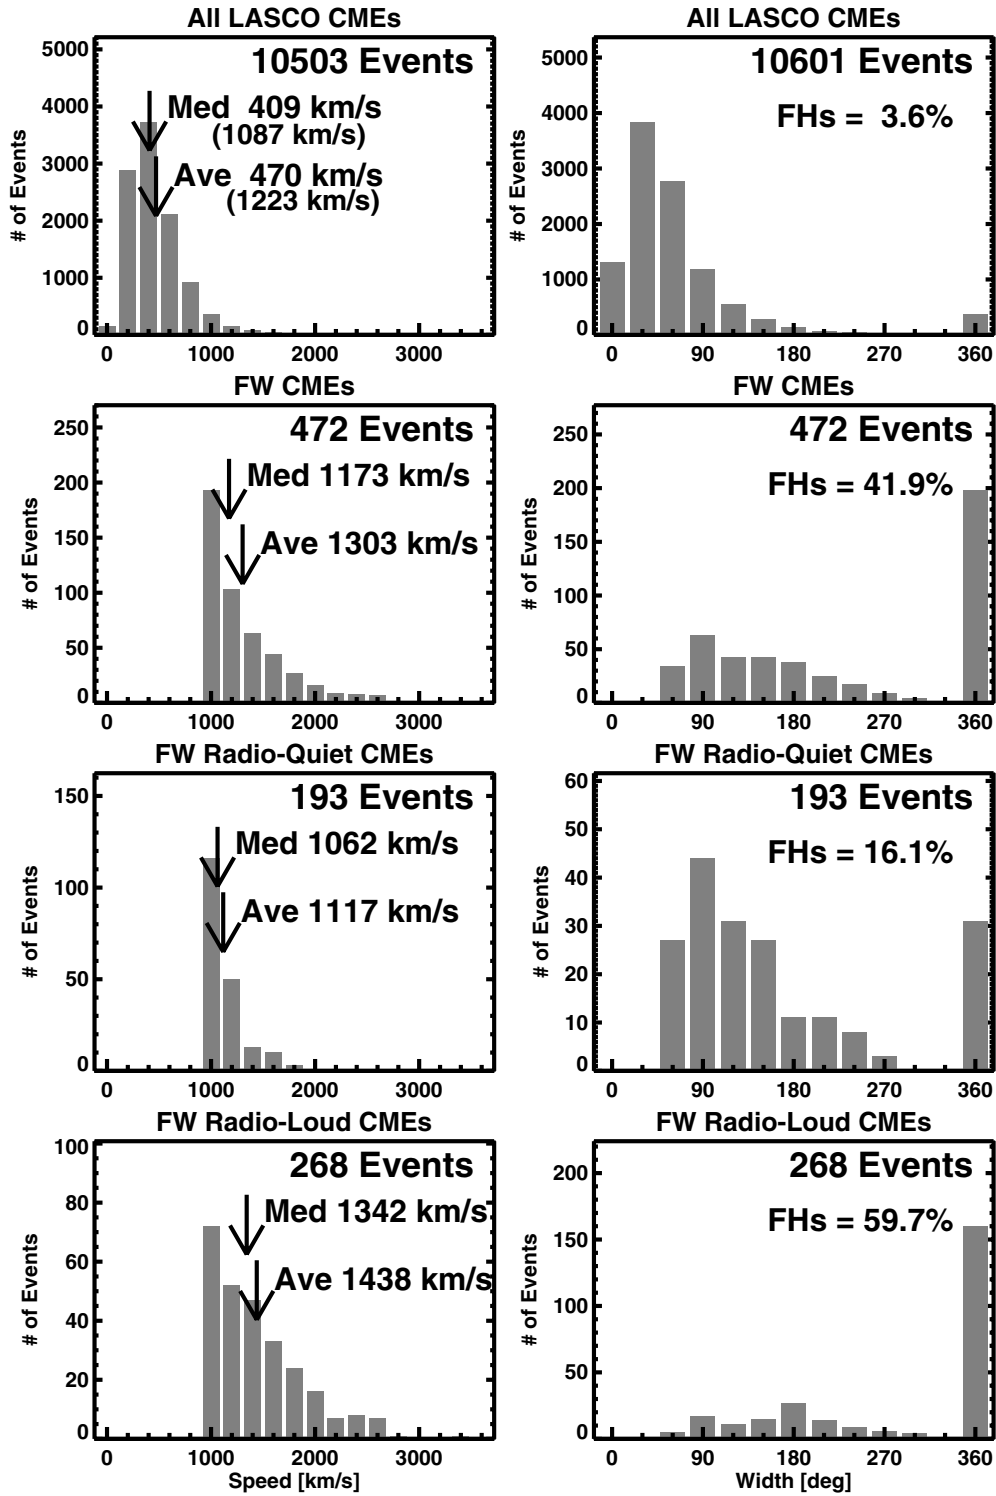 All LASCO CMEs
10503 Events
Med 409 km/s
(1087 km/s)
Ave 470 km/s
(1223 km/s)
# of Events
5000
4000
3000
2000
1000
0
0 1000 2000 3000
All LASCO CMEs
10601 Events
FHs = 3.6%
# of Events
5000
4000
3000
2000
1000
0
0 90 180 270 360
FW CMEs
472 Events
Med 1173 km/s
Ave 1303 km/s
# of Events
250
200
150
100
50
0
0 1000 2000 3000
FW CMEs
472 Events
FHs = 41.9%
# of Events
250
200
150
100
50
0
0 90 180 270 360
FW Radio-Quiet CMEs
193 Events
Med 1062 km/s
Ave 1117 km/s
# of Events
150
100
50
0
0 1000 2000 3000
FW Radio-Quiet CMEs
193 Events
FHs = 16.1%
# of Events
60
50
40
30
20
10
0
0 90 180 270 360
FW Radio-Loud CMEs
268 Events
Med 1342 km/s
Ave 1438 km/s
# of Events
100
80
60
40
20
0
0 1000 2000 3000
Speed [km/s]
FW Radio-Loud CMEs
268 Events
FHs = 59.7%
# of Events
200
150
100
50
0
0 90 180 270 360
Width [deg]